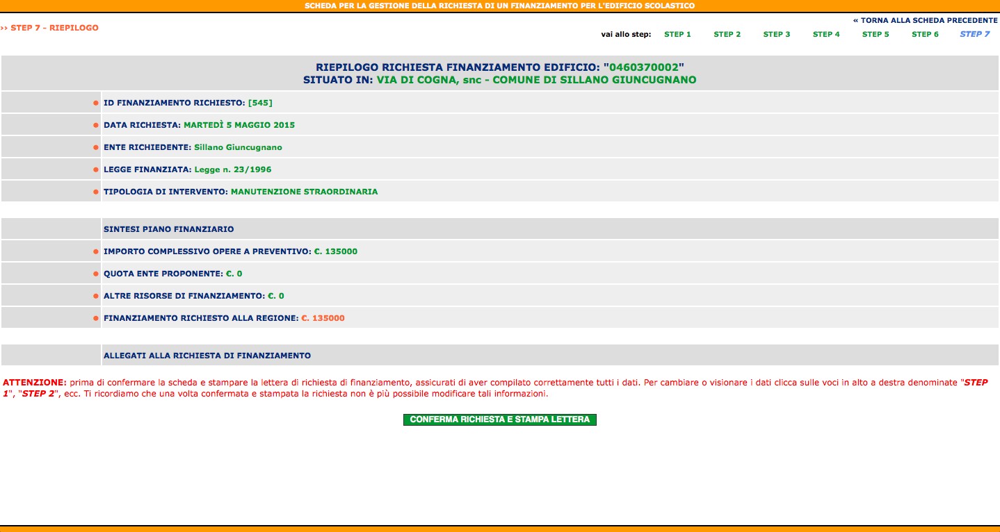 SCHEDA PER LA GESTIONE DELLA RICHIESTA DI UN FINANZIAMENTO PER L'EDIFICIO SCOLASTICO
« TORNA ALLA SCHEDA PRECEDENTE
›› STEP 7 - RIEPILOGO
vai allo step: STEP 1 STEP 2 STEP 3 STEP 4 STEP 5 STEP 6 STEP 7
RIEPILOGO RICHIESTA FINANZIAMENTO EDIFICIO: "0460370002"
SITUATO IN: VIA DI COGNA, snc - COMUNE DI SILLANO GIUNCUGNANO
● ID FINANZIAMENTO RICHIESTO: [545]
● DATA RICHIESTA: MARTEDÌ 5 MAGGIO 2015
● ENTE RICHIEDENTE: Sillano Giuncugnano
● LEGGE FINANZIATA: Legge n. 23/1996
● TIPOLOGIA DI INTERVENTO: MANUTENZIONE STRAORDINARIA
SINTESI PIANO FINANZIARIO
● IMPORTO COMPLESSIVO OPERE A PREVENTIVO: €. 135000
● QUOTA ENTE PROPONENTE: €. 0
● ALTRE RISORSE DI FINANZIAMENTO: €. 0
● FINANZIAMENTO RICHIESTO ALLA REGIONE: €. 135000
ALLEGATI ALLA RICHIESTA DI FINANZIAMENTO
ATTENZIONE: prima di confermare la scheda e stampare la lettera di richiesta di finanziamento, assicurati di aver compilato correttamente tutti i dati. Per cambiare o visionare i dati clicca sulle voci in alto a destra denominate "STEP
1", "STEP 2", ecc. Ti ricordiamo che una volta confermata e stampata la richiesta non è più possibile modificare tali informazioni.
CONFERMA RICHIESTA E STAMPA LETTERA